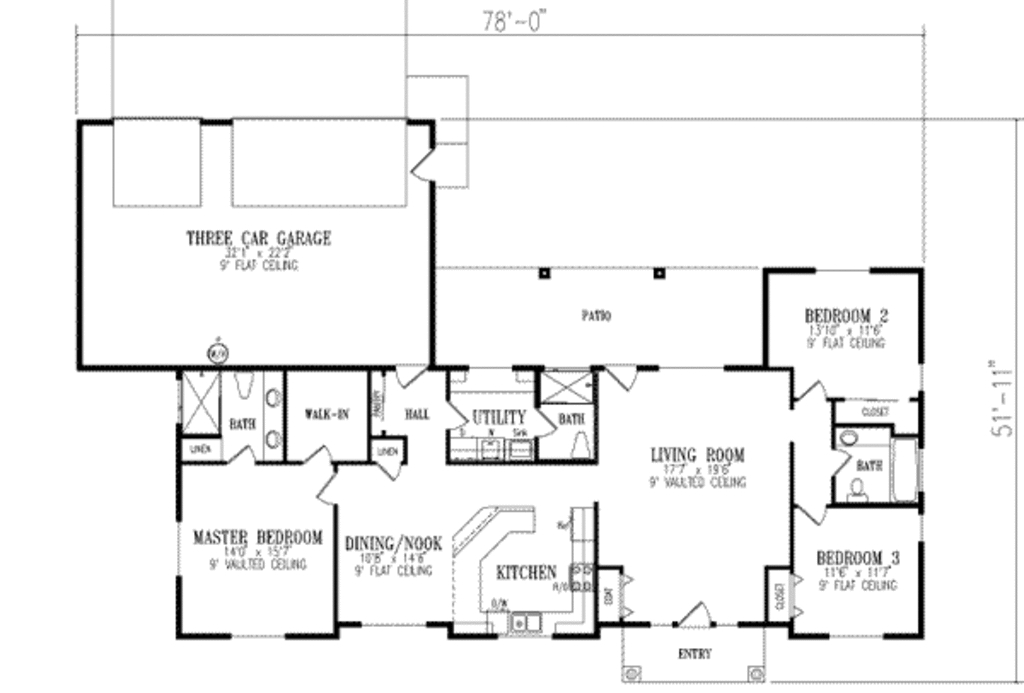 78'-0"
THREE CAR GARAGE
32'1" x 22'2"
9' FLAT CEILING
W/H
PATIO
BEDROOM 2
13'10" x 11'6"
9' FLAT CEILING
CLOSET
BATH
WALK-IN
PANTRY
HALL
UTILITY
D
W
Sink
BATH
LINEN
LINEN
LIVING ROOM
17'7" x 19'6"
9' VAULTED CEILING
BATH
51'-11"
MASTER BEDROOM
14'0" x 15'7"
9' VAULTED CEILING
DINING/NOOK
10'8" x 14'6"
9' FLAT CEILING
KITCHEN
D/W
COAT
CLOSET
BEDROOM 3
11'6" x 11'7"
9' FLAT CEILING
ENTRY